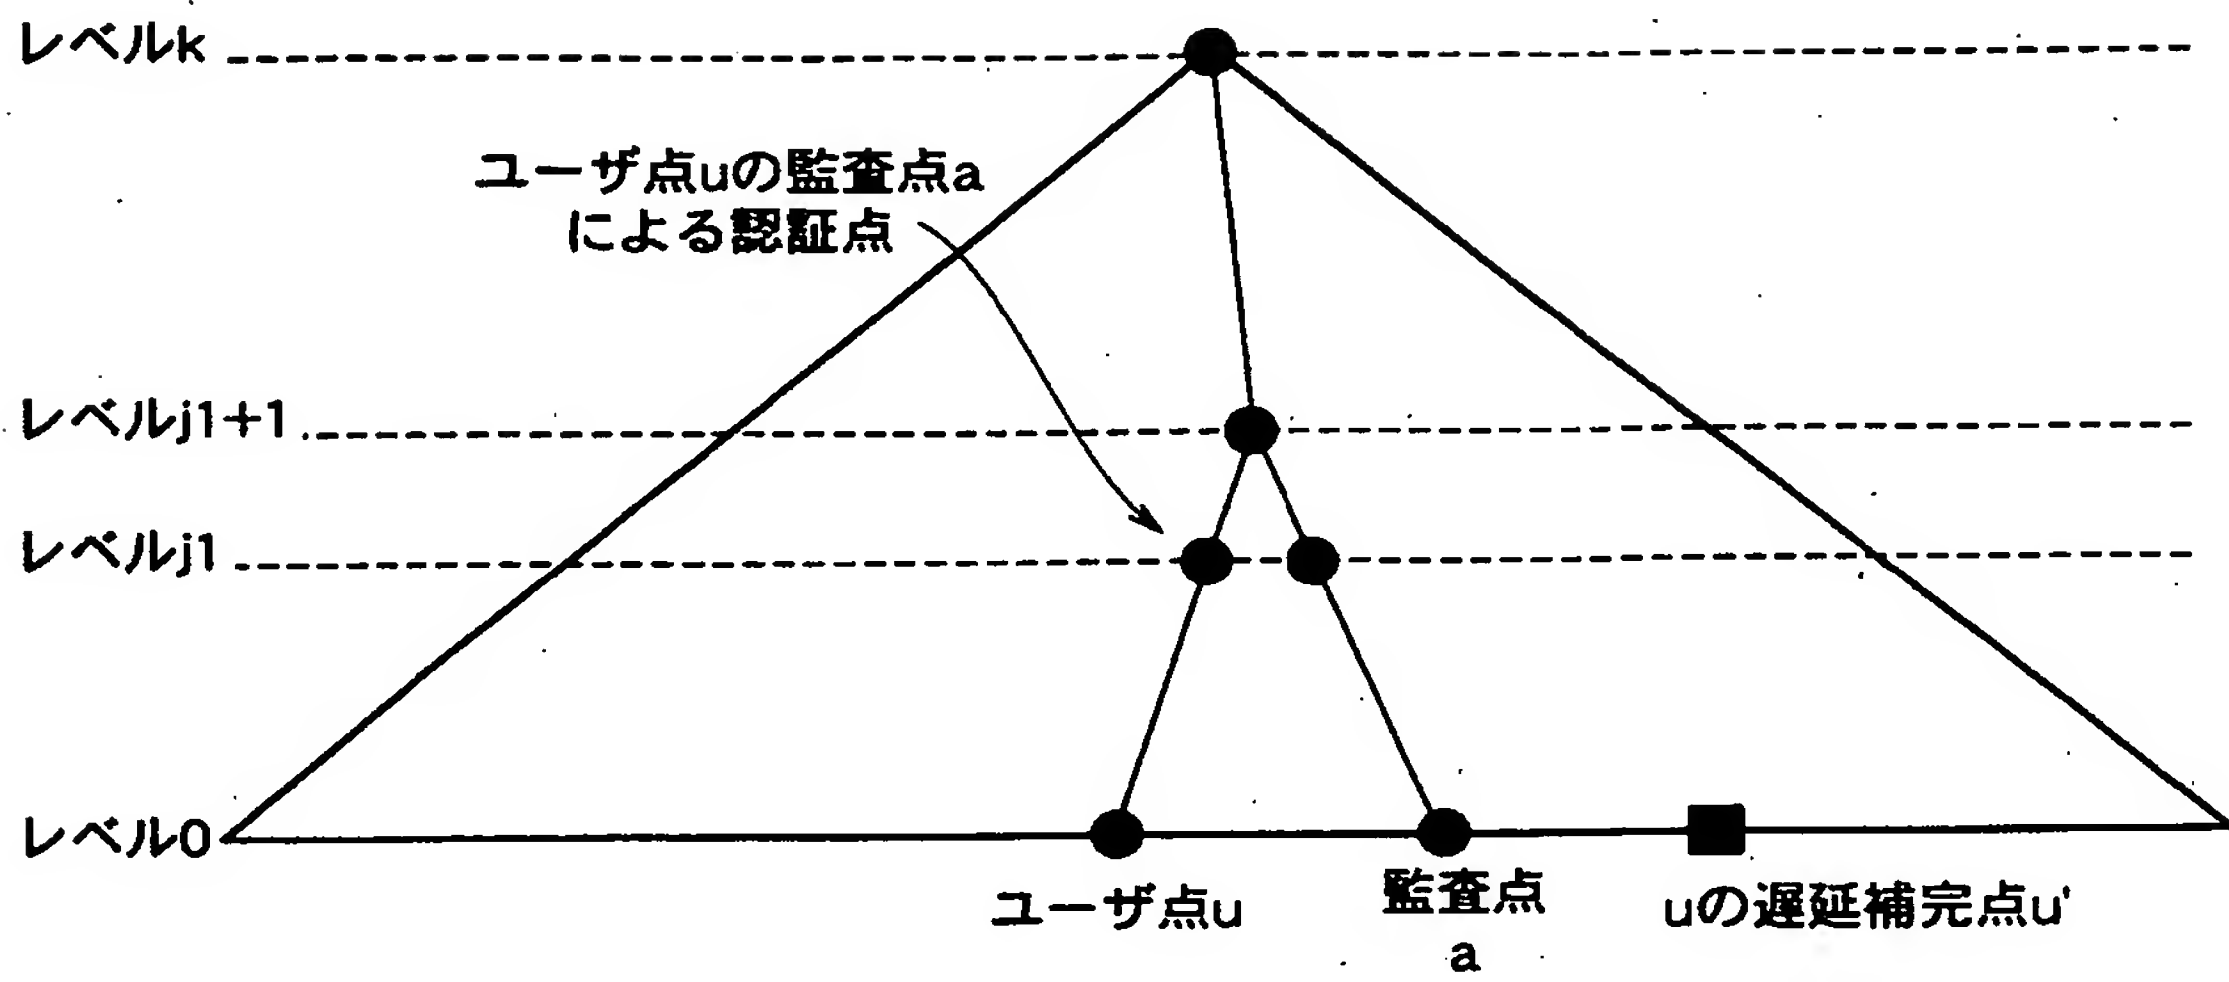 レベルk
ユーザ点uの監査点a
による認証点
レベルj1+1
レベルj1
レベル0
ユーザ点u
監査点
a
uの遅延補完点u'